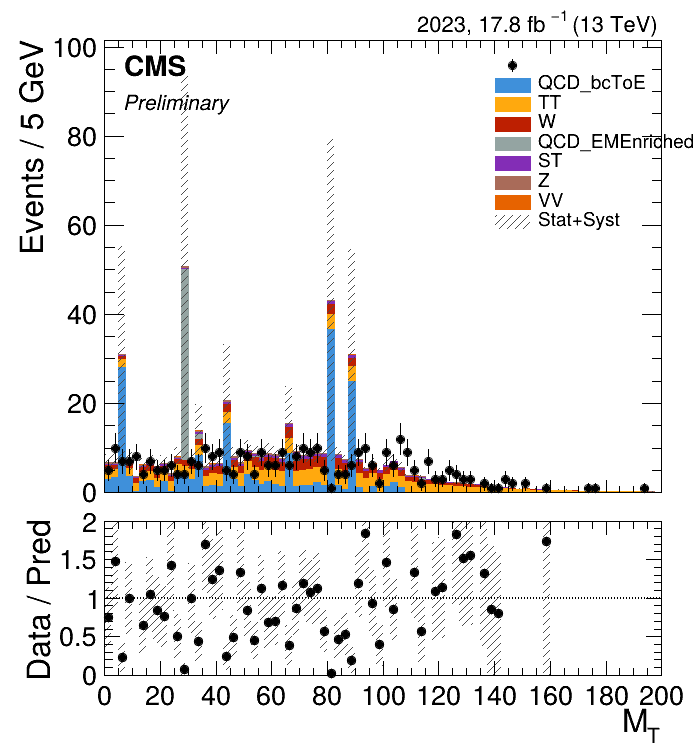 2023, 17.8 fb⁻¹ (13 TeV)
CMS
Preliminary
QCD_bcToE
TT
W
QCD_EMEnriched
ST
Z
VV
Stat+Syst
Events / 5 GeV
100
80
60
40
20
0
Data / Pred
2
1.5
1
0.5
0
0 20 40 60 80 100 120 140 160 180 200
M_T